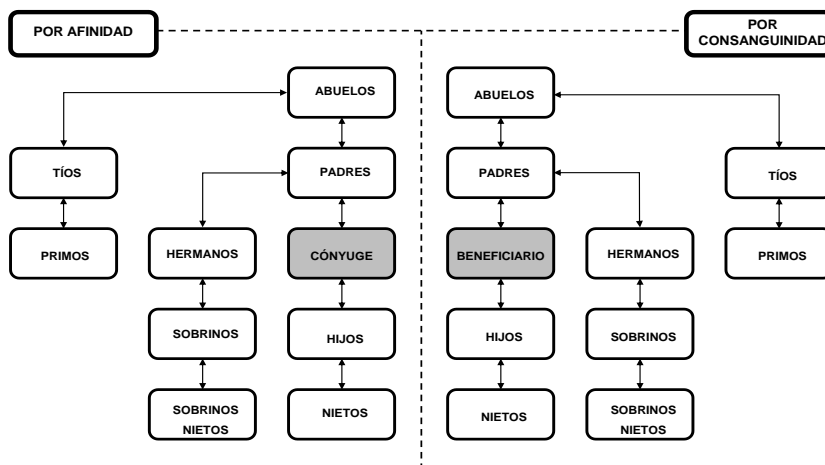 POR AFINIDAD
POR
CONSANGUINIDAD
ABUELOS
ABUELOS
TÍOS
PADRES
PADRES
TÍOS
PRIMOS
HERMANOS
CÓNYUGE
BENEFICIARIO
HERMANOS
PRIMOS
SOBRINOS
HIJOS
HIJOS
SOBRINOS
SOBRINOS
NIETOS
NIETOS
NIETOS
SOBRINOS
NIETOS